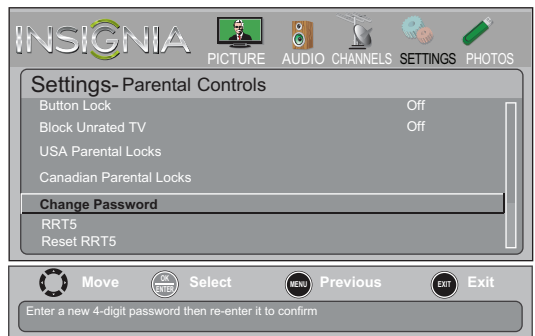 INSIGNIA
PICTURE AUDIO CHANNELS SETTINGS PHOTOS
Settings- Parental Controls
Button Lock Off
Block Unrated TV Off
USA Parental Locks
Canadian Parental Locks
Change Password
RRT5
Reset RRT5
Move OK ENTER Select MENU Previous EXIT Exit
Enter a new 4-digit password then re-enter it to confirm